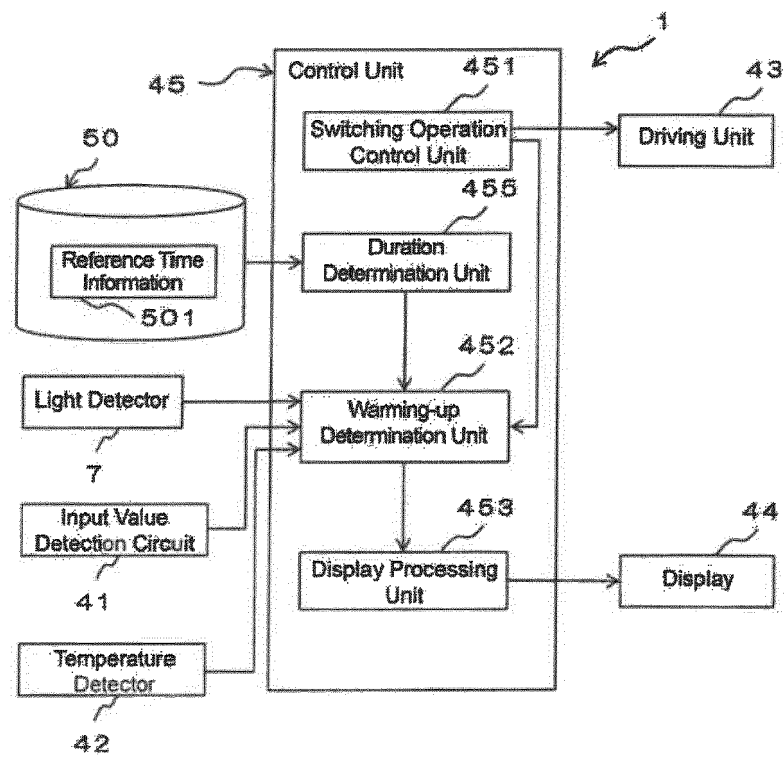 1
45
Control Unit
451
43
Switching Operation
Control Unit
Driving Unit
50
455
Reference Time
Information
501
Duration
Determination Unit
452
Light Detector
7
Warming-up
Determination Unit
Input Value
Detection Circuit
41
453
44
Display Processing
Unit
Display
Temperature
Detector
42